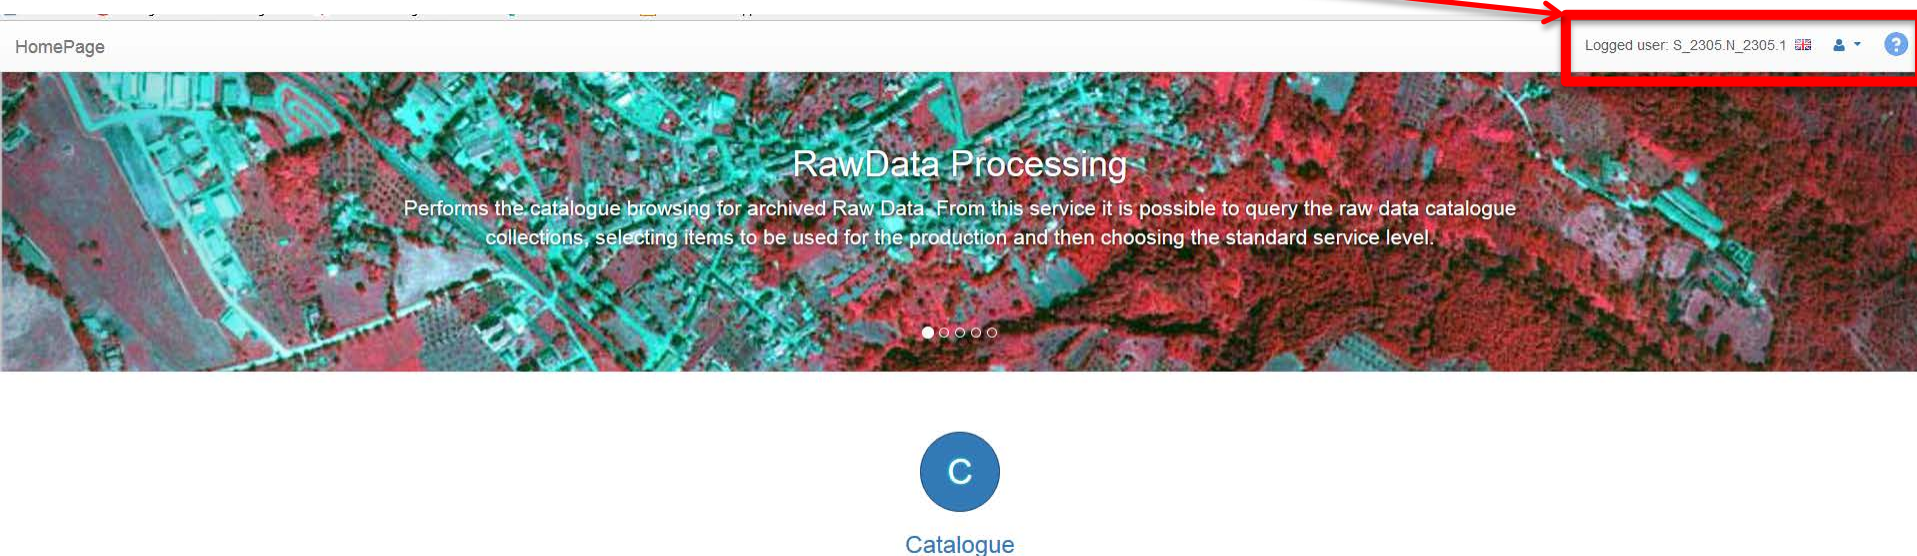 HomePage
Logged user: S_2305.N_2305.1
?
RawData Processing
Performs the catalogue browsing for archived Raw Data. From this service it is possible to query the raw data catalogue
collections, selecting items to be used for the production and then choosing the standard service level.
C
Catalogue